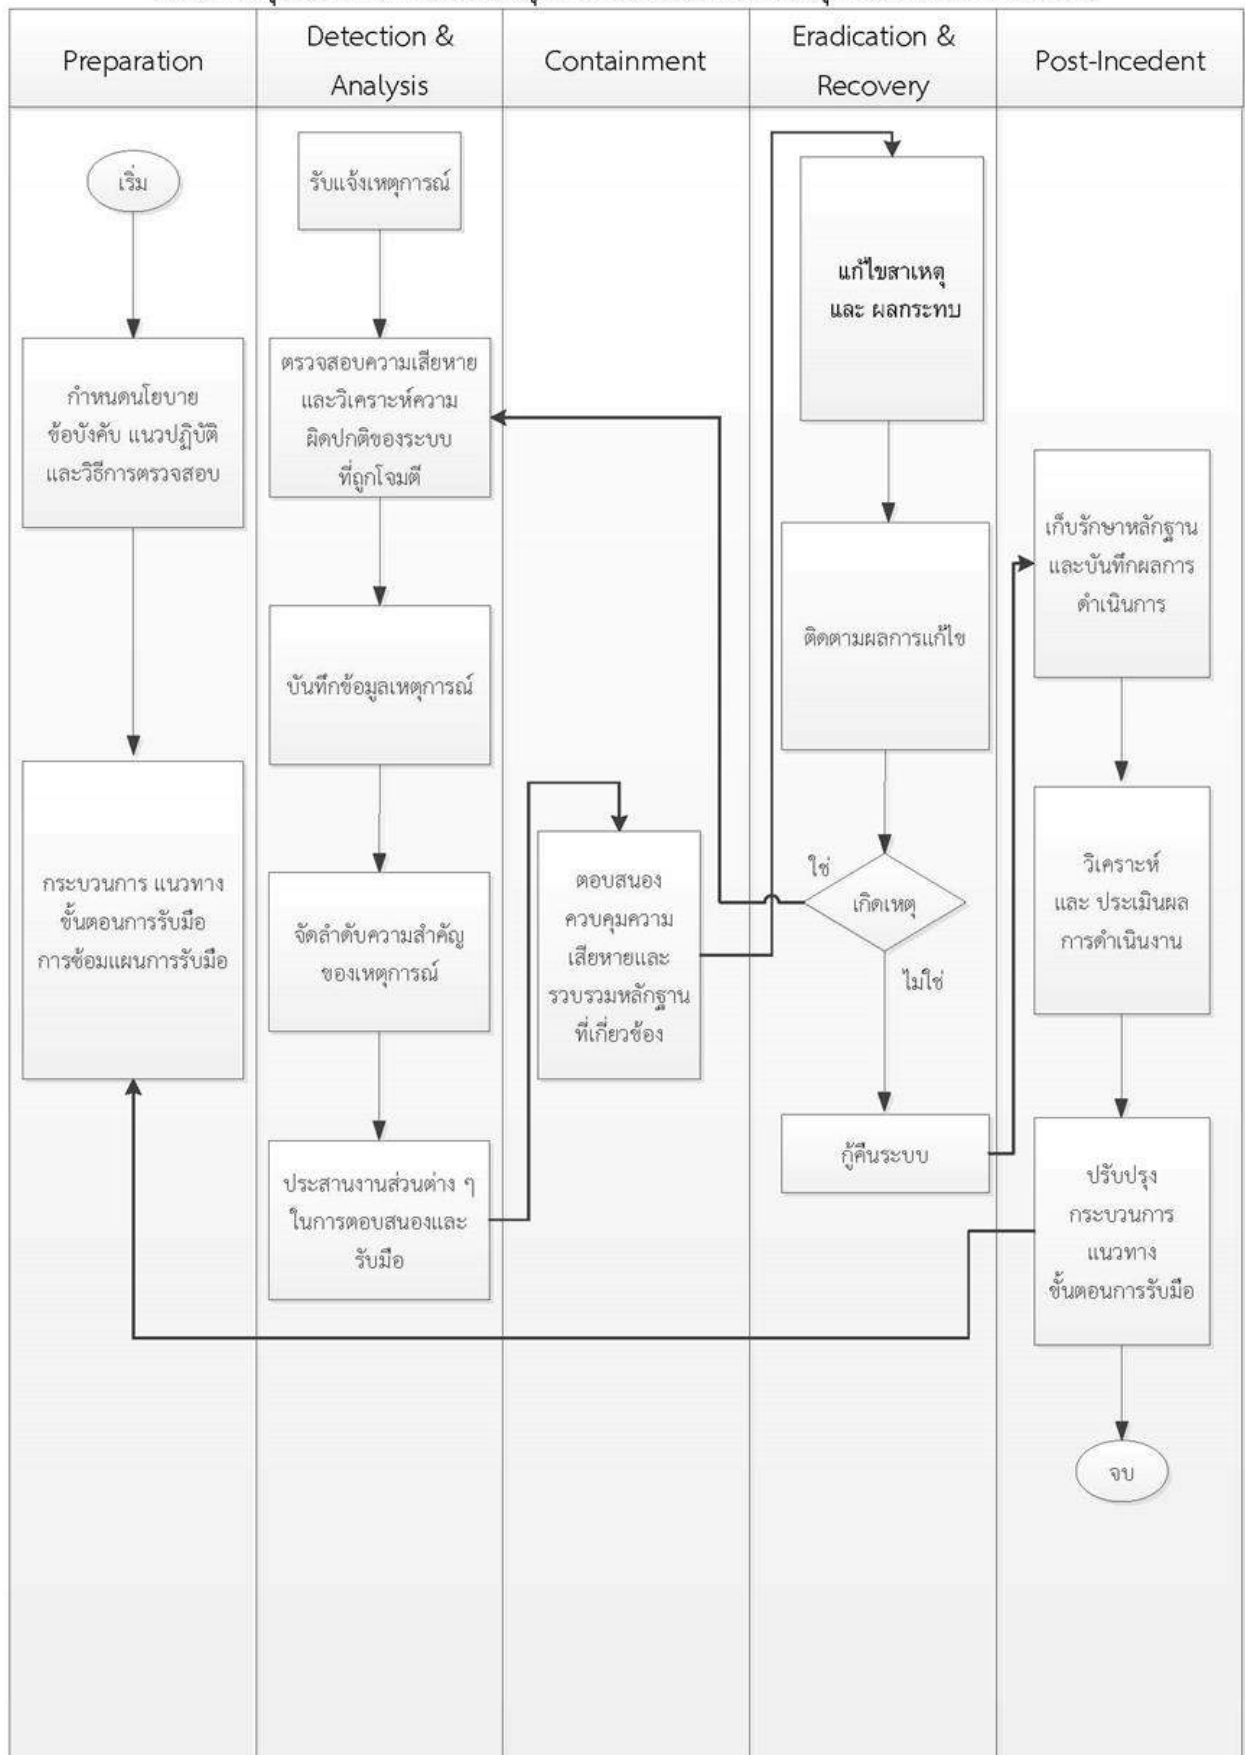 Preparation
Detection &
Analysis
Containment
Eradication &
Recovery
Post-Incedent
เริ่ม
กำหนดนโยบาย
ข้อบังคับ แนวปฏิบัติ
และวิธีการตรวจสอบ
กระบวนการ แนวทาง
ขั้นตอนการรับมือ
การซ้อมแผนการรับมือ
รับแจ้งเหตุการณ์
ตรวจสอบความเสียหาย
และวิเคราะห์ความ
ผิดปกติของระบบ
ที่ถูกโจมตี
บันทึกข้อมูลเหตุการณ์
จัดลำดับความสำคัญ
ของเหตุการณ์
ประสานงานส่วนต่าง ๆ
ในการตอบสนองและ
รับมือ
ตอบสนอง
ควบคุมความ
เสียหายและ
รวบรวมหลักฐาน
ที่เกี่ยวข้อง
แก้ไขสาเหตุ
และ ผลกระทบ
ติดตามผลการแก้ไข
ใช่
เกิดเหตุ
ไม่ใช่
กู้คืนระบบ
เก็บรักษาหลักฐาน
และบันทึกผลการ
ดำเนินการ
วิเคราะห์
และ ประเมินผล
การดำเนินงาน
ปรับปรุง
กระบวนการ
แนวทาง
ขั้นตอนการรับมือ
จบ